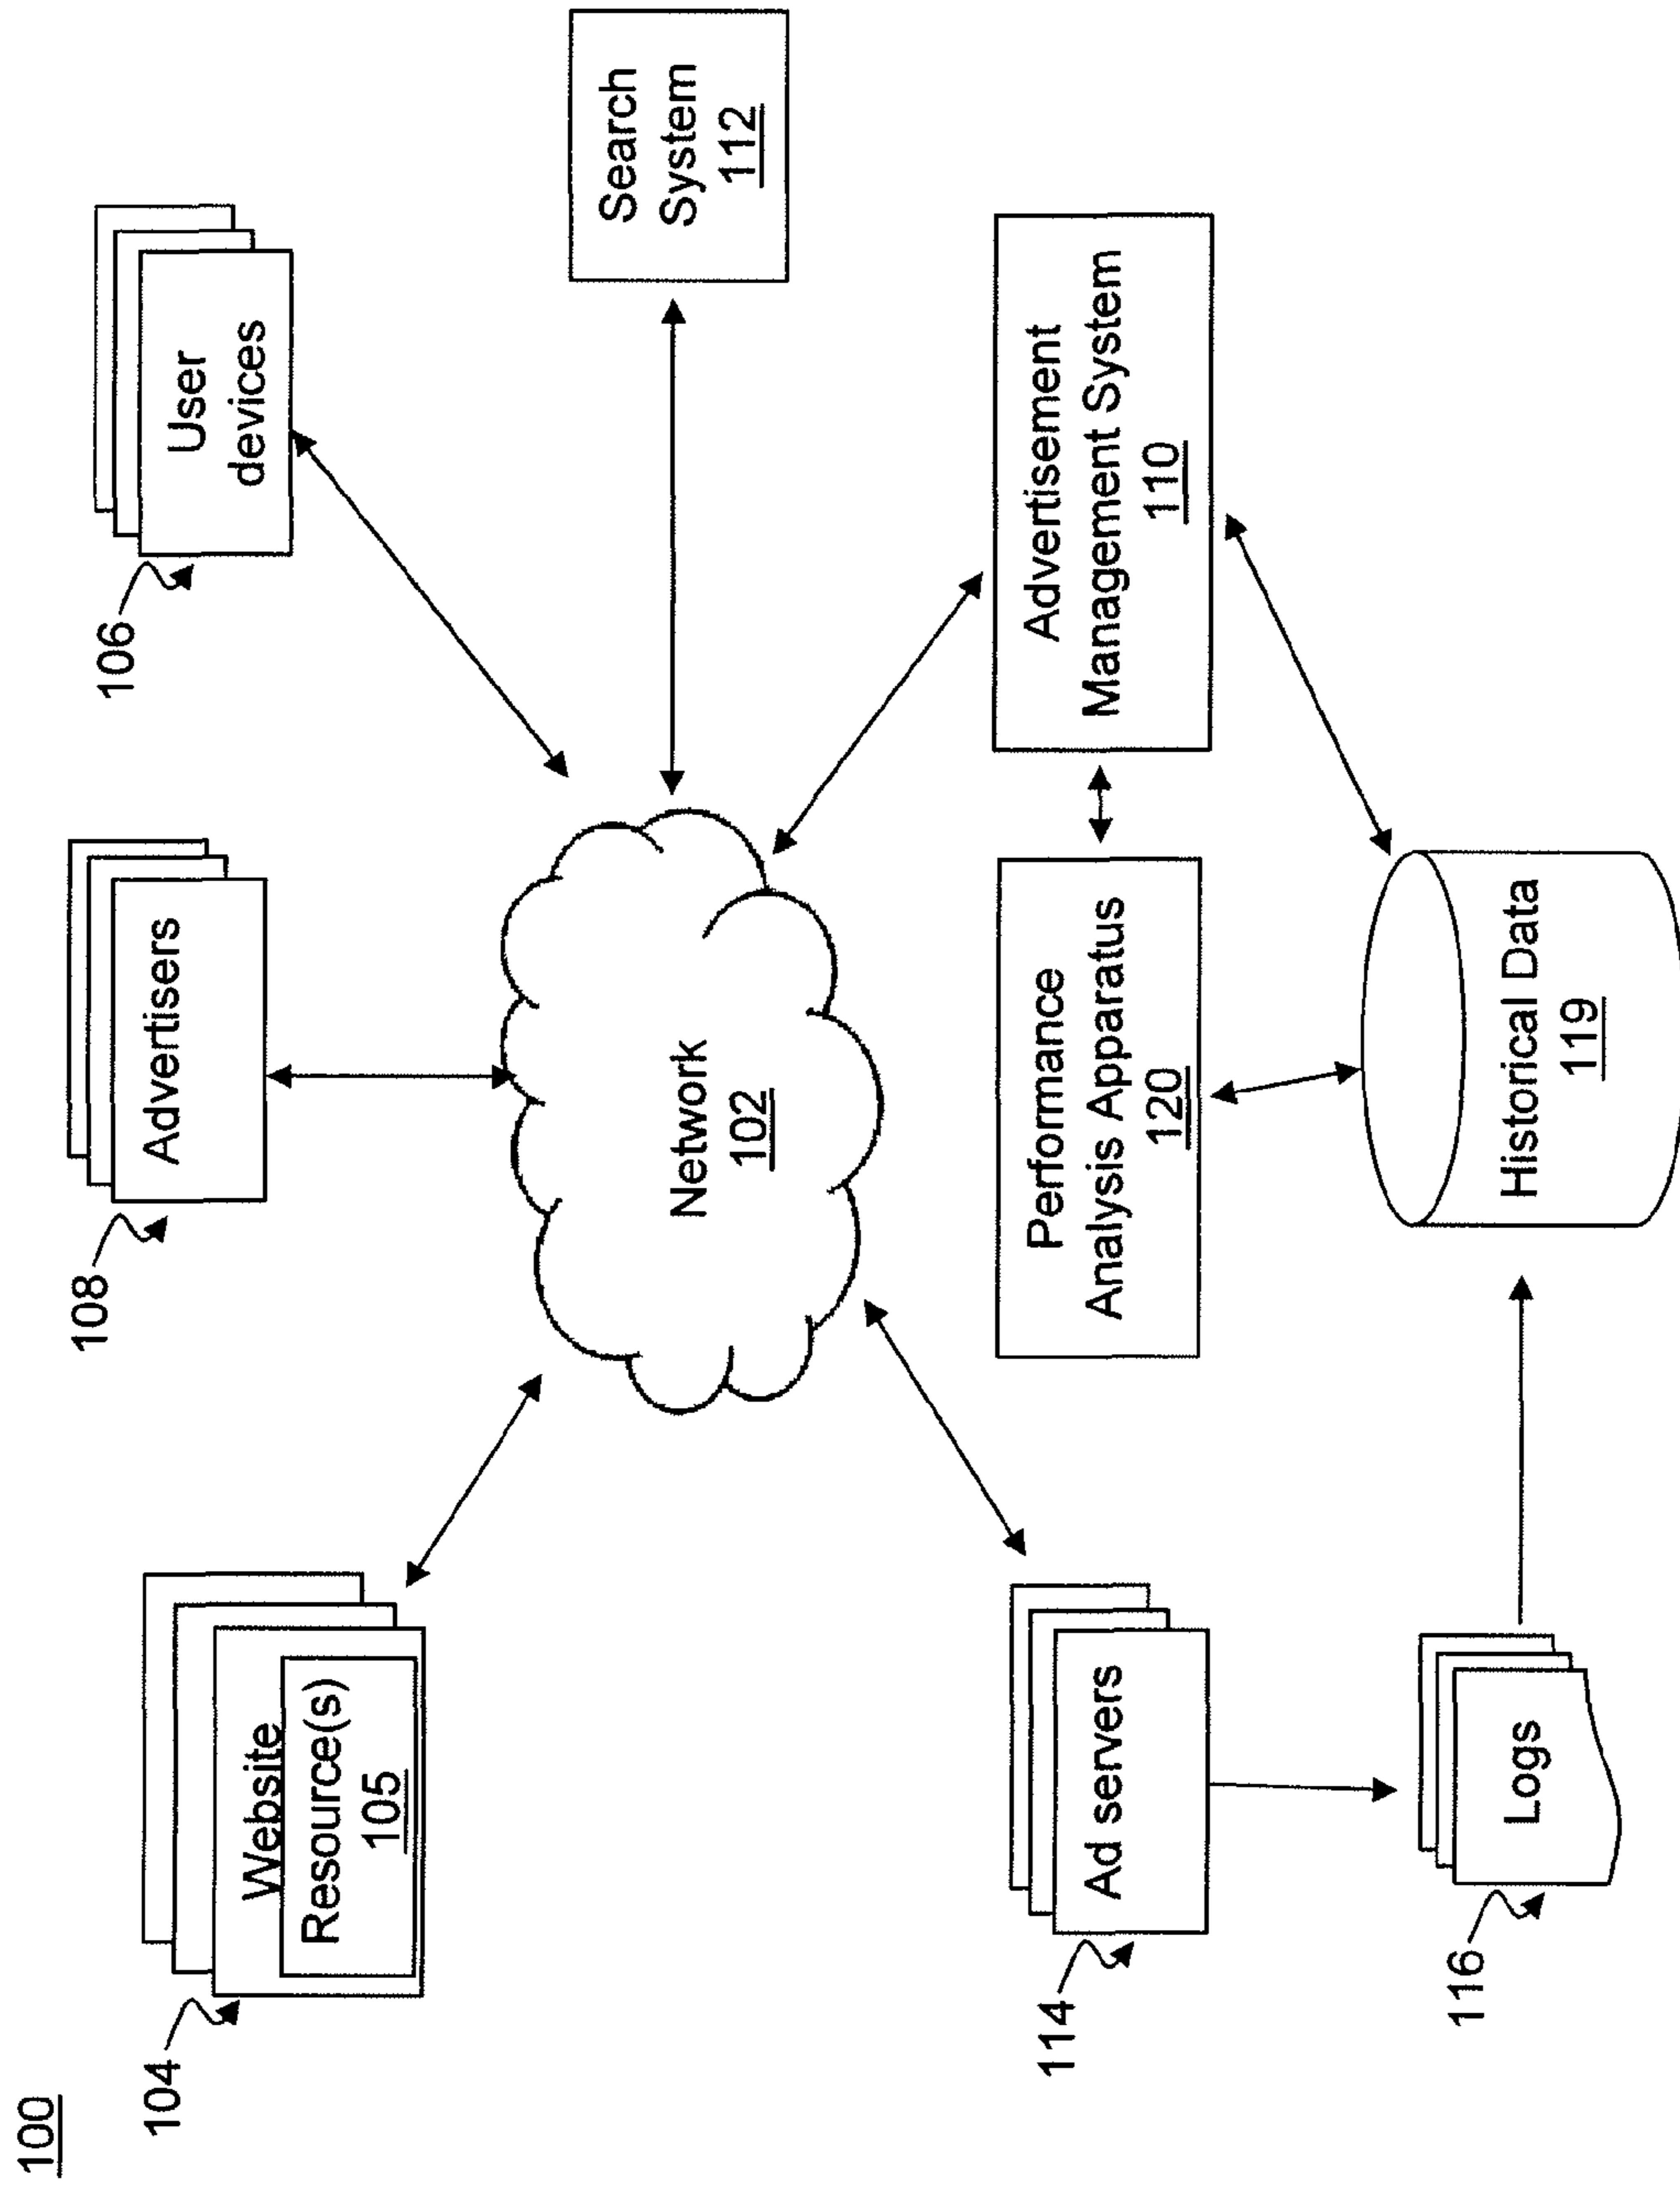 100
104
Website
Resource(s)
105
108
Advertisers
106
User
devices
Network
102
Search
System
112
114
Ad servers
Performance
Analysis Apparatus
120
Advertisement
Management System
110
116
Logs
Historical Data
119